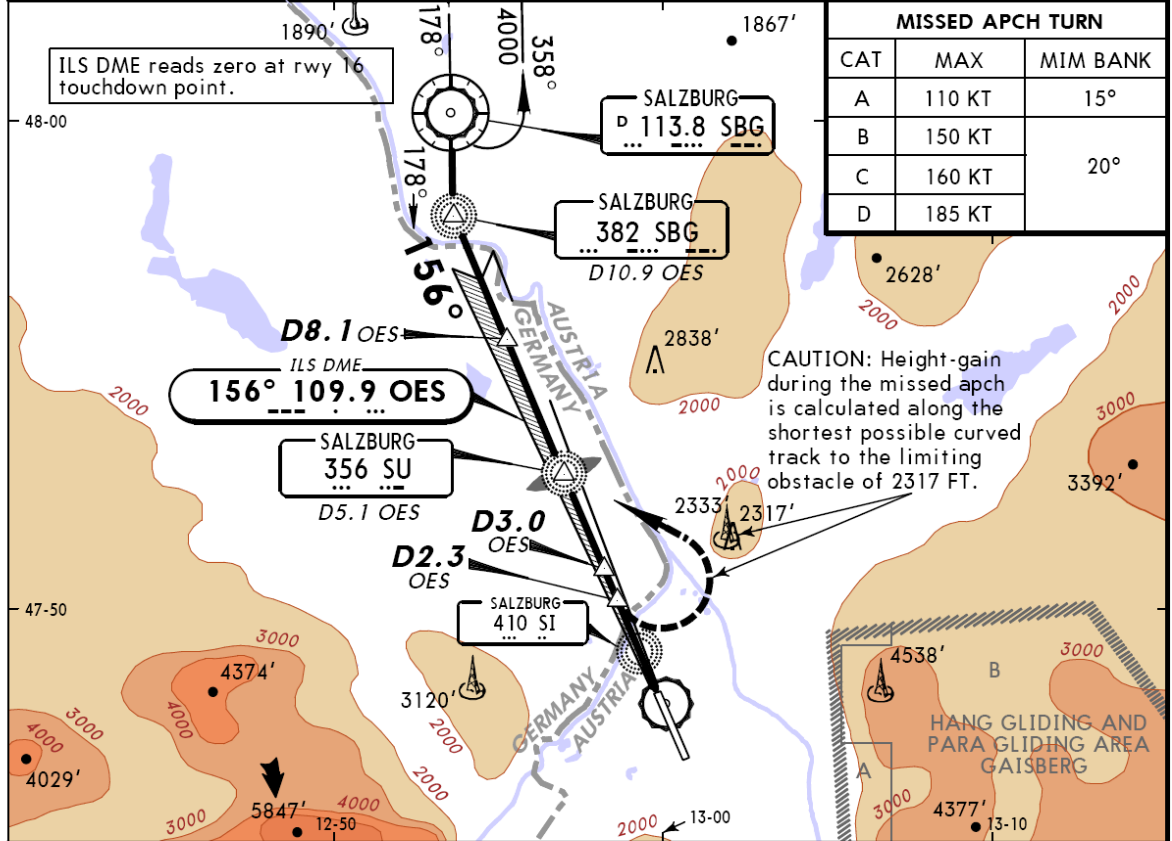 1890'
178°
4000
358°
1867'
ILS DME reads zero at rwy 16
touchdown point.
MISSED APCH TURN
CAT MAX MIM BANK
A 110 KT 15°
B 150 KT
C 160 KT
20°
D 185 KT
48-00
SALZBURG
D 113.8 SBG
178°
SALZBURG
382 SBG
D10.9 OES
156°
2628'
2000
2000
D8.1 OES
AUSTRIA
GERMANY
2838'
2000
CAUTION: Height-gain
during the missed apch
is calculated along the
shortest possible curved
track to the limiting
obstacle of 2317 FT.
ILS DME
156° 109.9 OES
2000
3000
3392'
SALZBURG
356 SU
D5.1 OES
2000
2333'
2317'
D3.0
OES
D2.3
OES
SALZBURG
410 SI
47-50
3000
4374'
4000
3120'
2000
GERMANY
AUSTRIA
4538'
B
3000
HANG GLIDING AND
PARA GLIDING AREA
GAISBERG
A
3000
4000
4029'
2000
5847'
4000
3000
12-50
2000
2000
13-00
3000
4377'
13-10